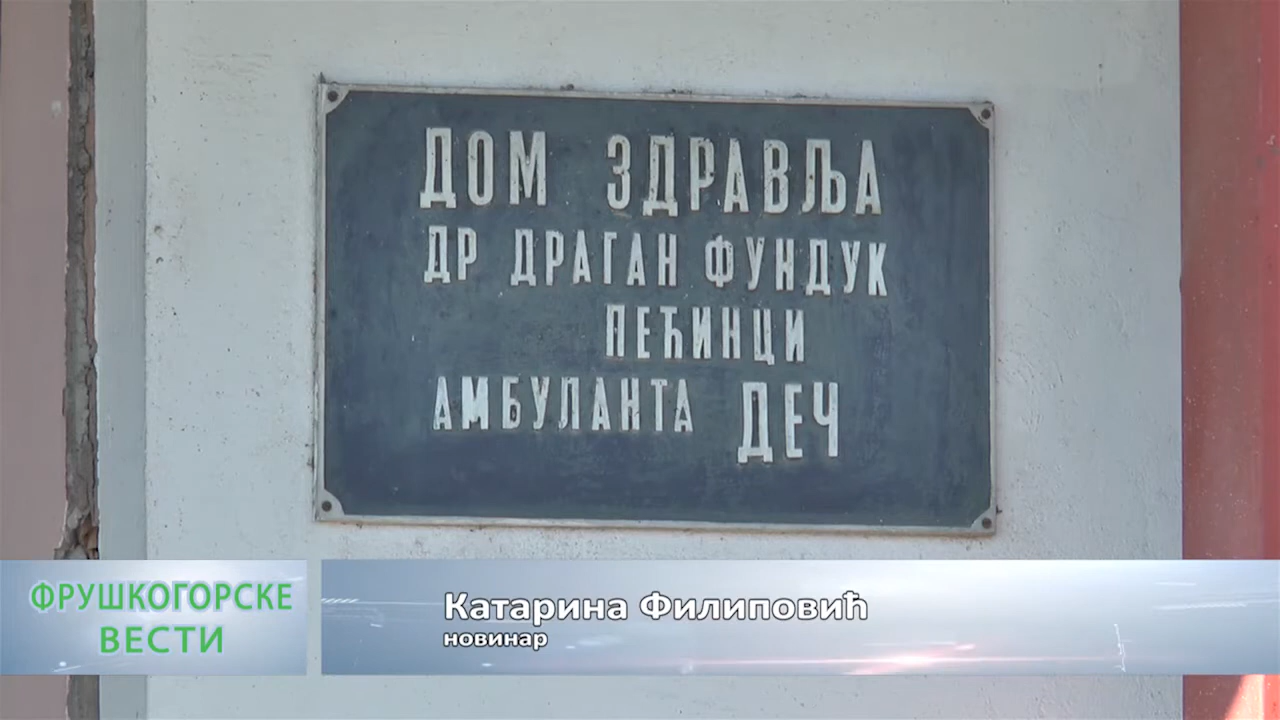 ДОМ ЗДРАВЉА
ДР ДРАГАН ФУНДУК
ПЕЋИНЦИ
АМБУЛАНТА ДЕЧ
ФРУШКОГОРСКЕ
ВЕСТИ
Катарина Филиповић
новинар